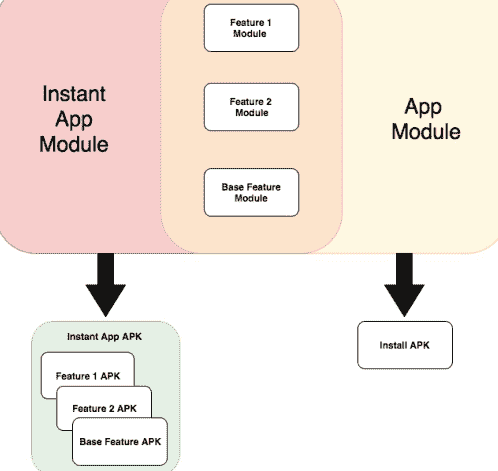 Feature 1
Module
Instant
App
Module
Feature 2
Module
App
Module
Base Feature
Module
Instant App APK
Feature 1 APK
Feature 2 APK
Base Feature APK
Install APK